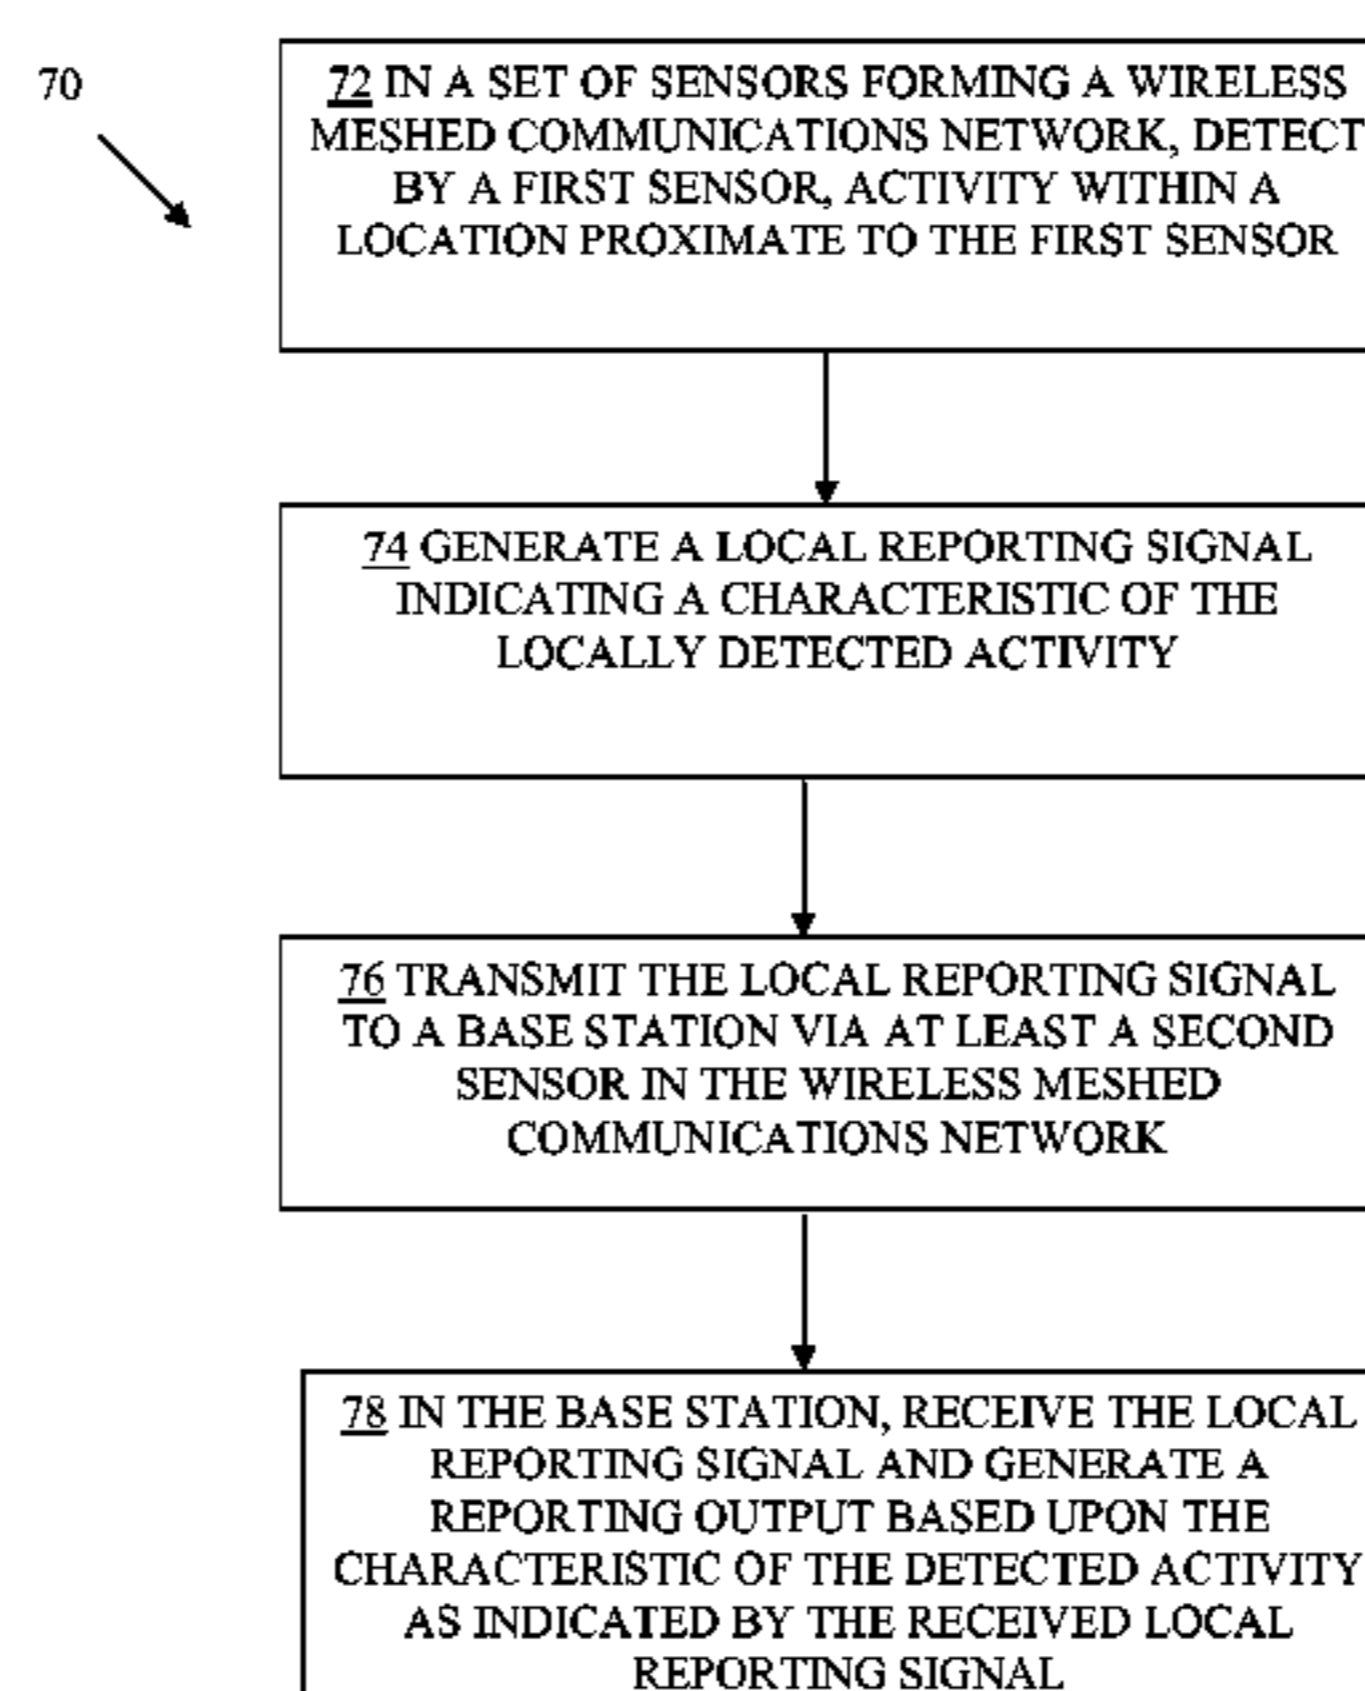 70
72 IN A SET OF SENSORS FORMING A WIRELESS
MESHED COMMUNICATIONS NETWORK, DETECT
BY A FIRST SENSOR, ACTIVITY WITHIN A
LOCATION PROXIMATE TO THE FIRST SENSOR
74 GENERATE A LOCAL REPORTING SIGNAL
INDICATING A CHARACTERISTIC OF THE
LOCALLY DETECTED ACTIVITY
76 TRANSMIT THE LOCAL REPORTING SIGNAL
TO A BASE STATION VIA AT LEAST A SECOND
SENSOR IN THE WIRELESS MESHED
COMMUNICATIONS NETWORK
78 IN THE BASE STATION, RECEIVE THE LOCAL
REPORTING SIGNAL AND GENERATE A
REPORTING OUTPUT BASED UPON THE
CHARACTERISTIC OF THE DETECTED ACTIVITY
AS INDICATED BY THE RECEIVED LOCAL
REPORTING SIGNAL